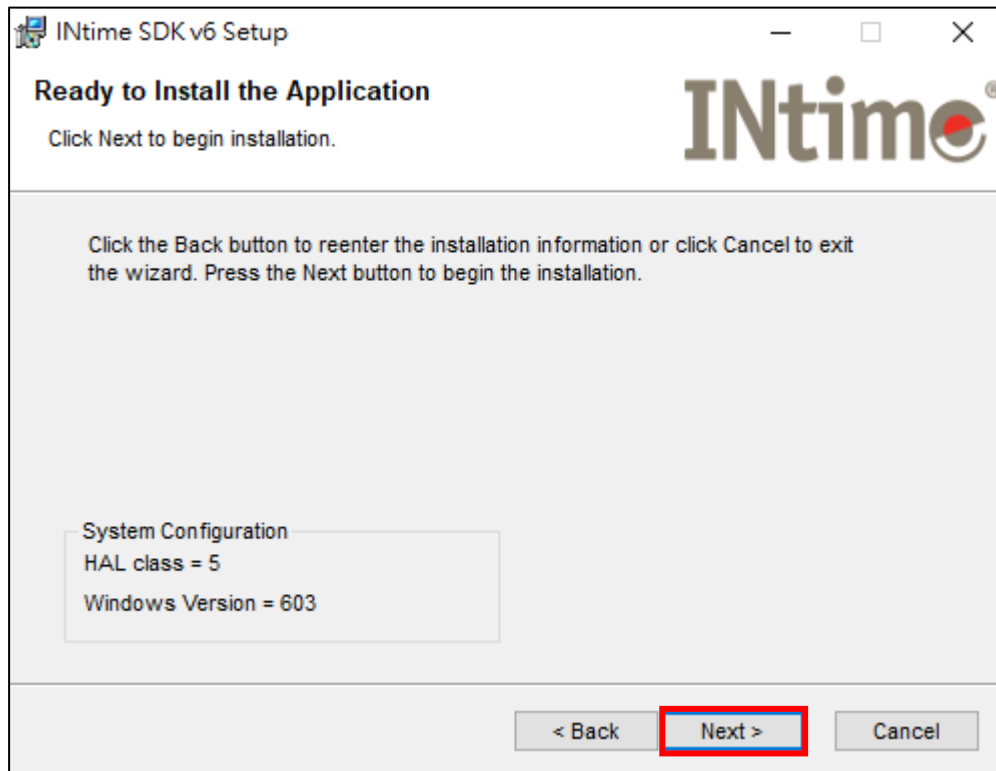 INtime SDK v6 Setup
Ready to Install the Application
Click Next to begin installation.
INtime®
Click the Back button to reenter the installation information or click Cancel to exit
the wizard. Press the Next button to begin the installation.
System Configuration
HAL class = 5
Windows Version = 603
< Back
Next >
Cancel